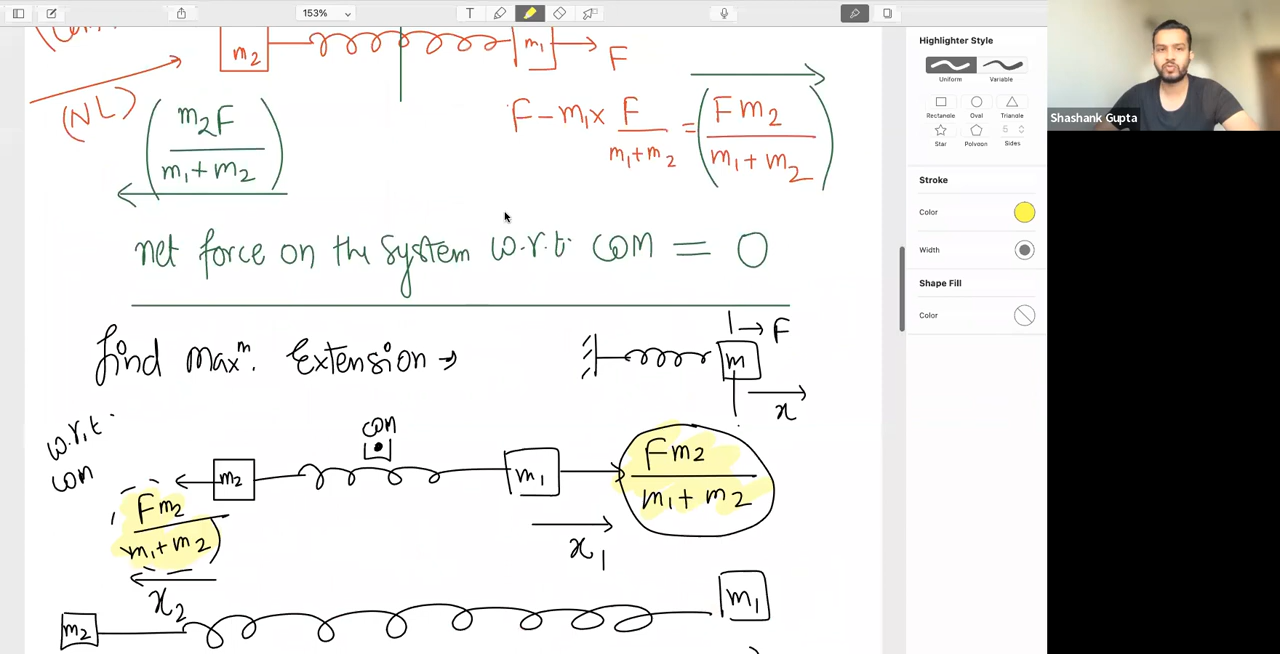 153%
T
m₂
m₁
F
(NL)
m₂F
m₁ + m₂
F - m₁ × F / m₁+m₂ = (Fm₂ / m₁ + m₂)
net force on the system w.r.t. COM = 0
find maxᵐ. Extension →
F
m
x
w.r.t.
com
com
m₂
m₁
Fm₂
m₁ + m₂
Fm₂
m₁ + m₂
x₁
x₂
m₂
m₁
Highlighter Style
Uniform
Variable
Rectangle
Oval
Triangle
Star
Polygon
5
Sides
Stroke
Color
Width
Shape Fill
Color
Shashank Gupta